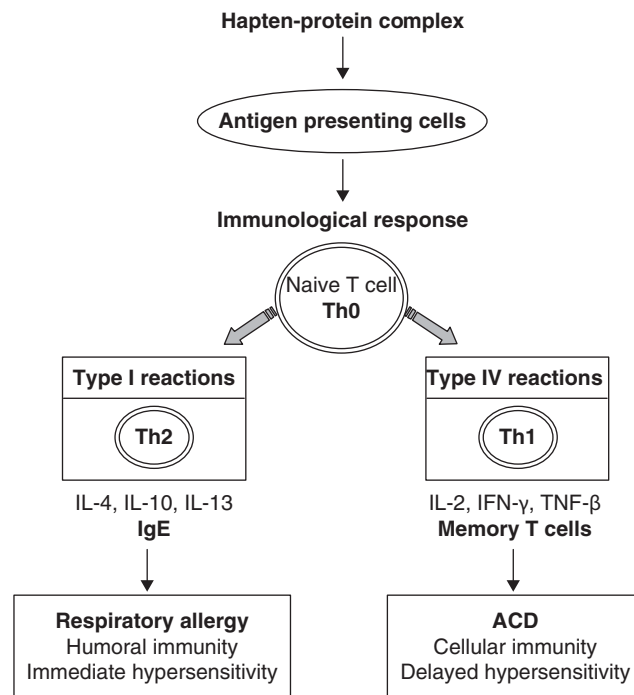 Hapten-protein complex
Antigen presenting cells
Immunological response
Naive T cell
Th0
Type I reactions
Th2
IL-4, IL-10, IL-13
IgE
Respiratory allergy
Humoral immunity
Immediate hypersensitivity
Type IV reactions
Th1
IL-2, IFN-γ, TNF-β
Memory T cells
ACD
Cellular immunity
Delayed hypersensitivity